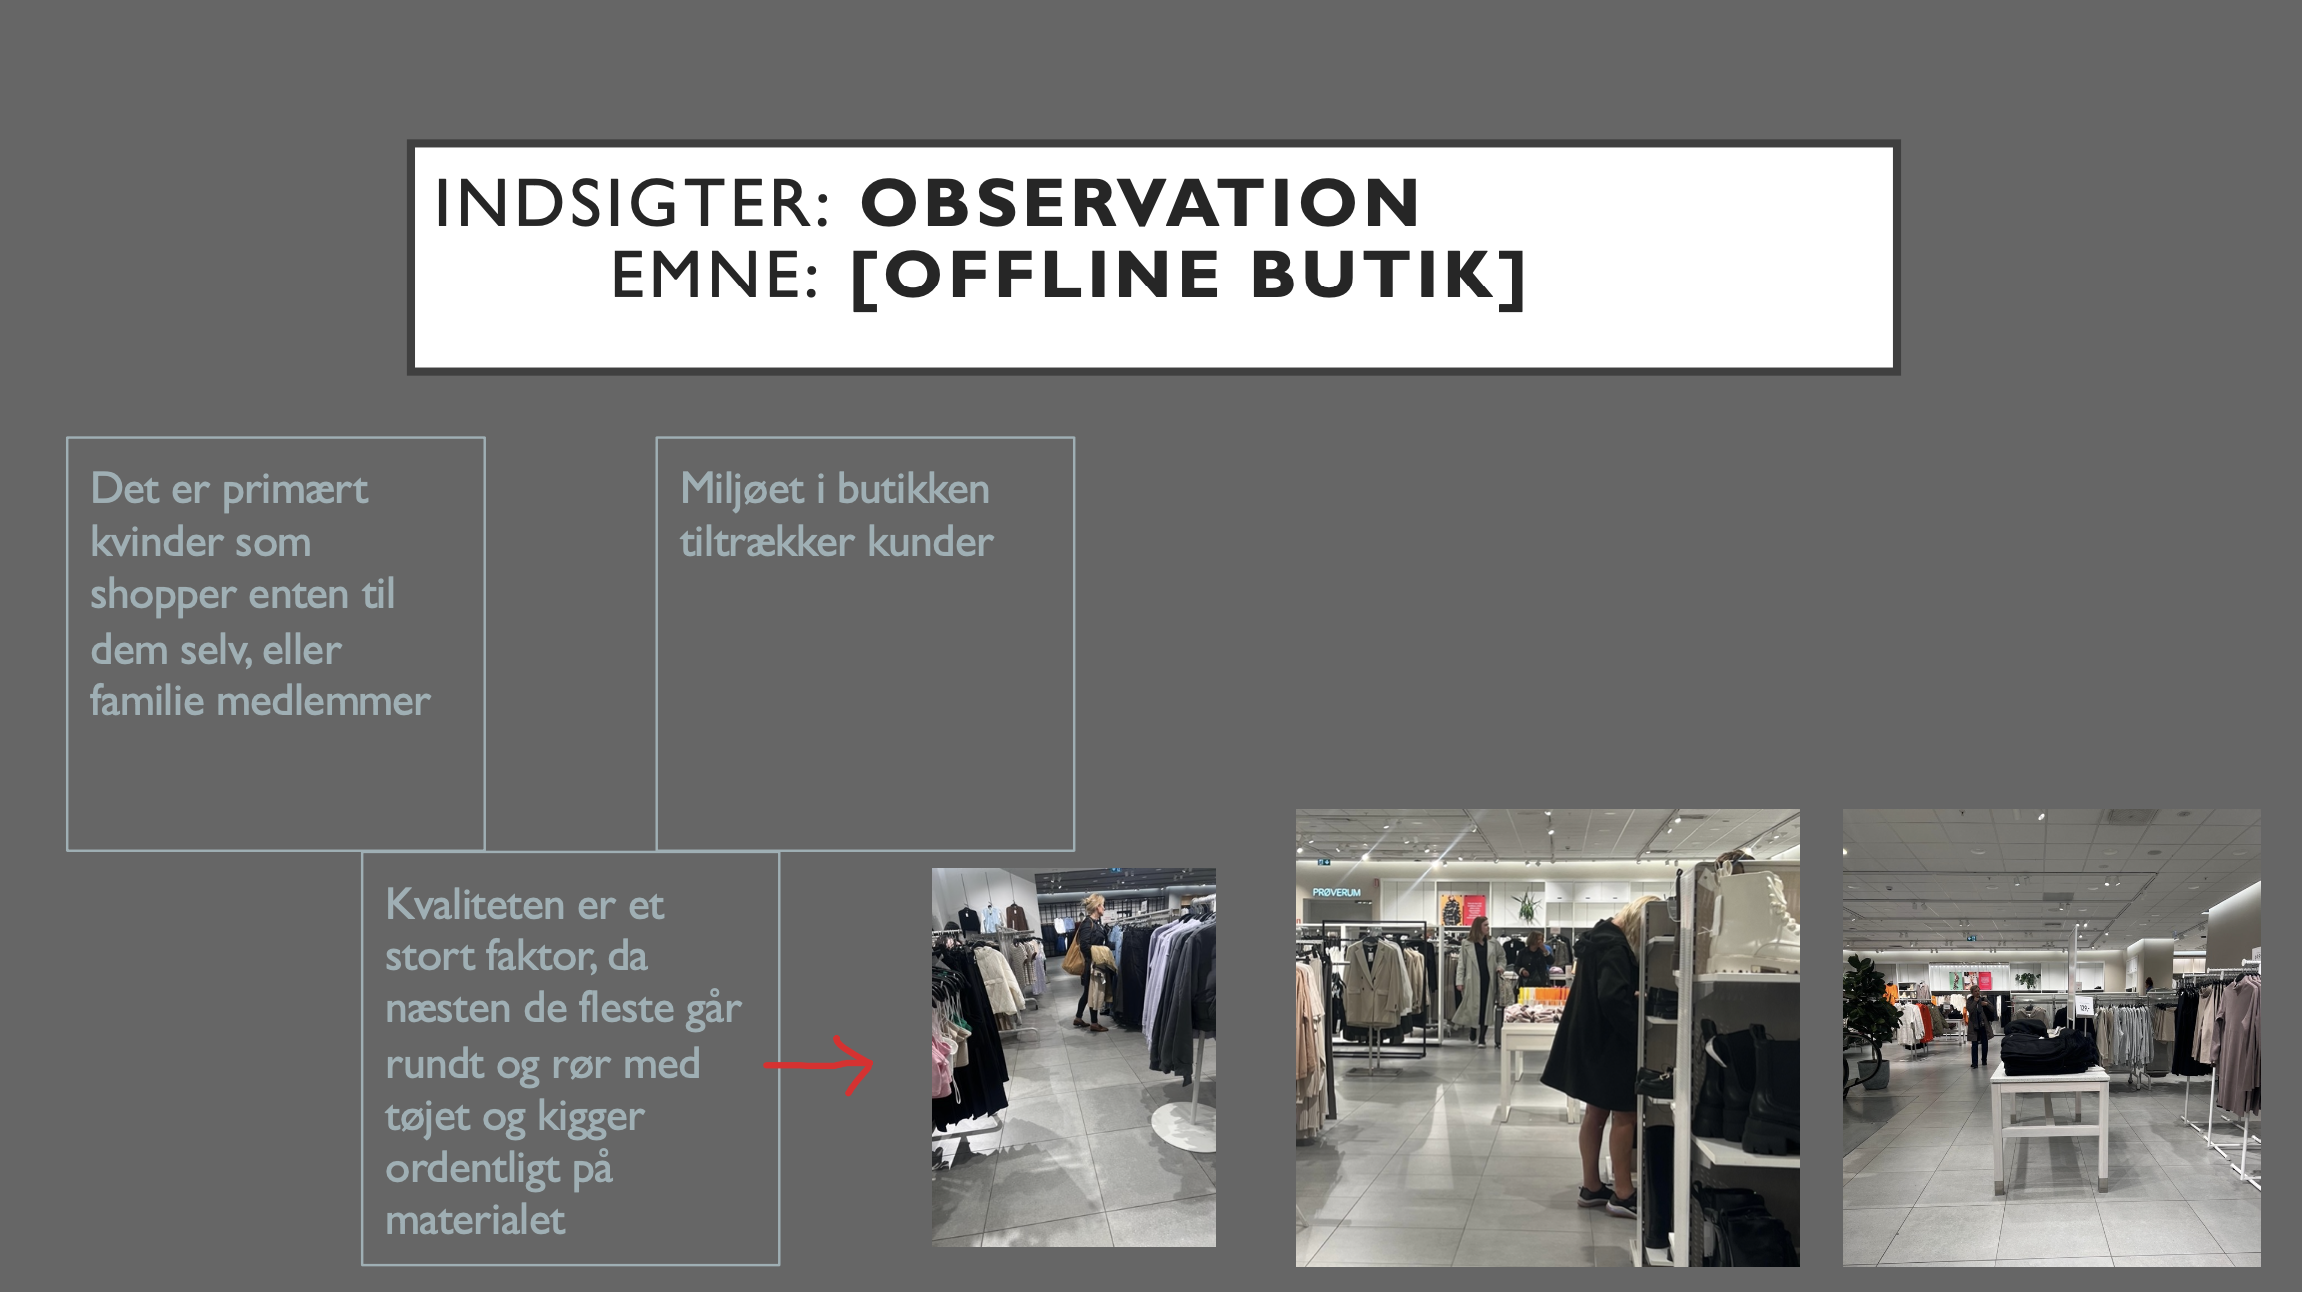 INDSIGTER: OBSERVATION
EMNE: [OFFLINE BUTIK]
Det er primært
kvinder som
shopper enten til
dem selv, eller
familie medlemmer
Miljøet i butikken
tiltrækker kunder
Kvaliteten er et
stort faktor, da
næsten de fleste går
rundt og rør med
tøjet og kigger
ordentligt på
materialet
PRØVERUM